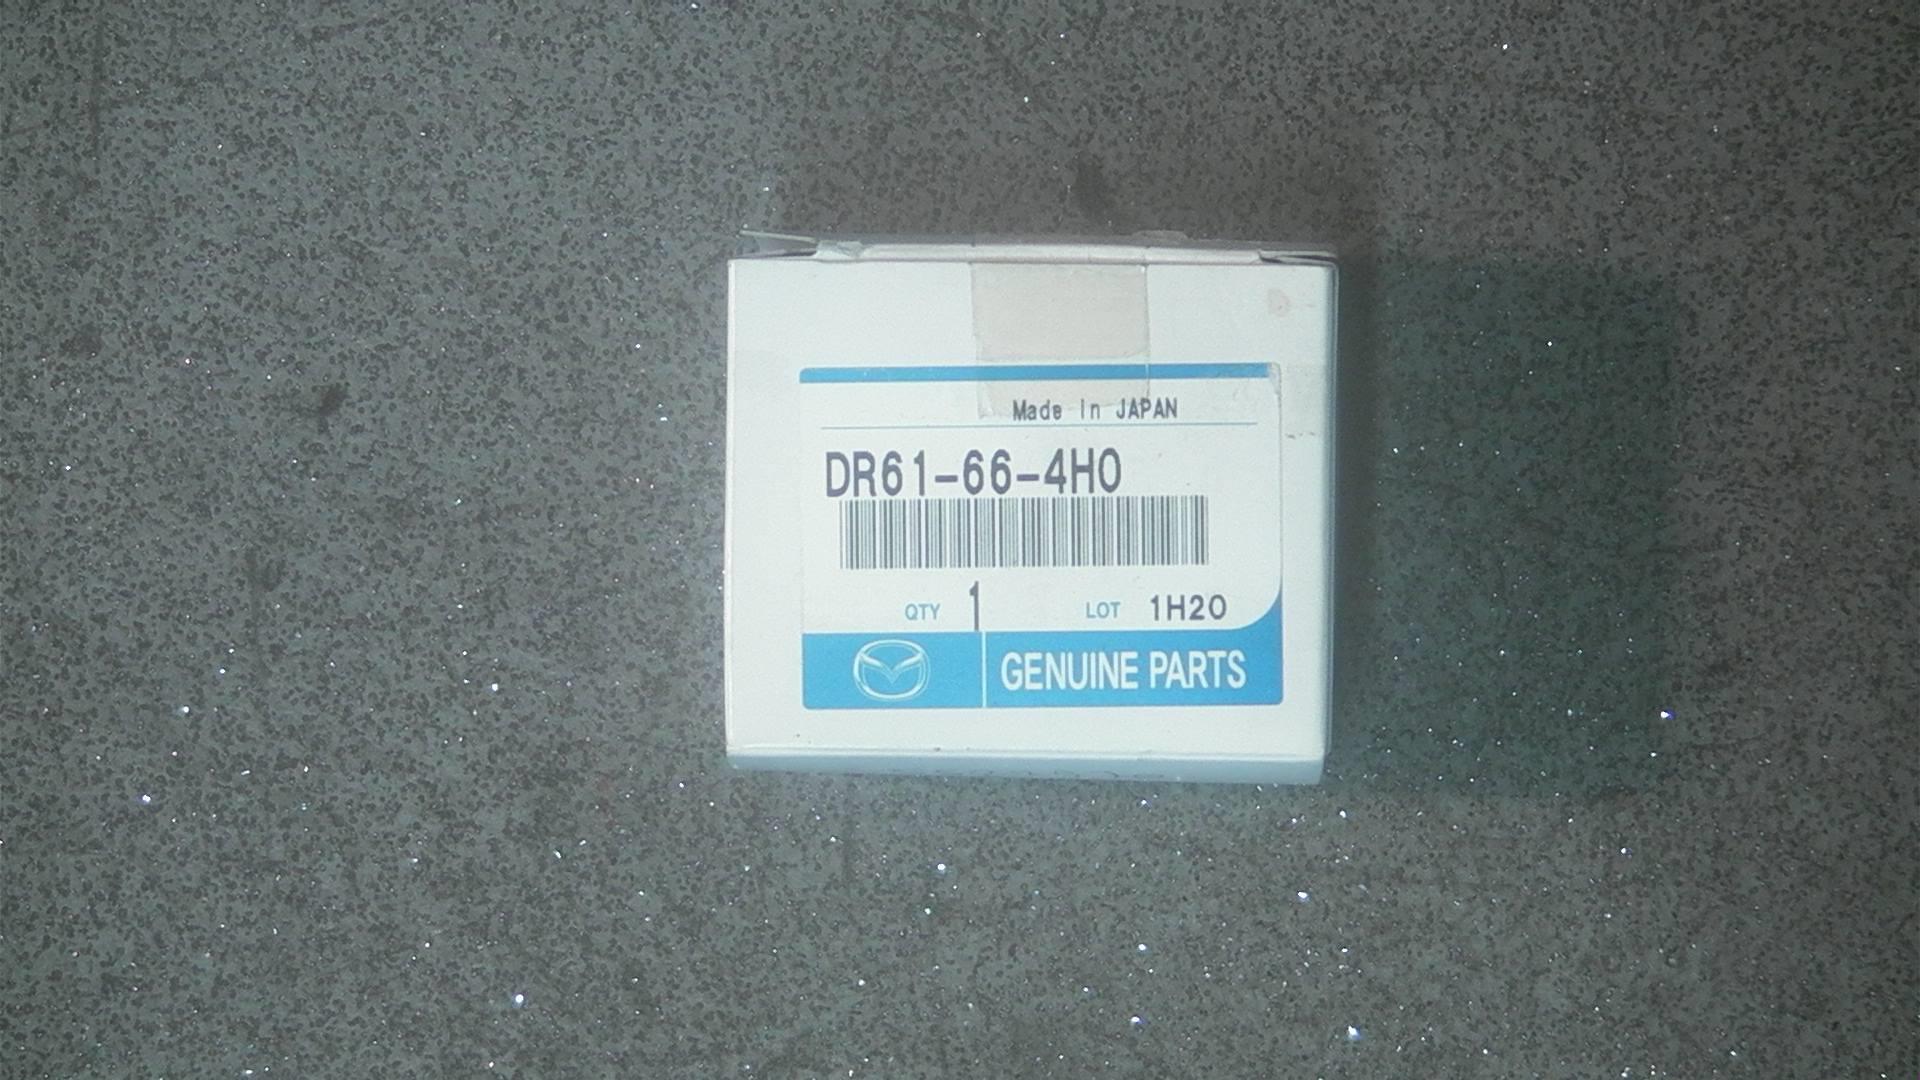 Made in JAPAN
DR61-66-4H0
QTY 1 LOT 1H20
GENUINE PARTS